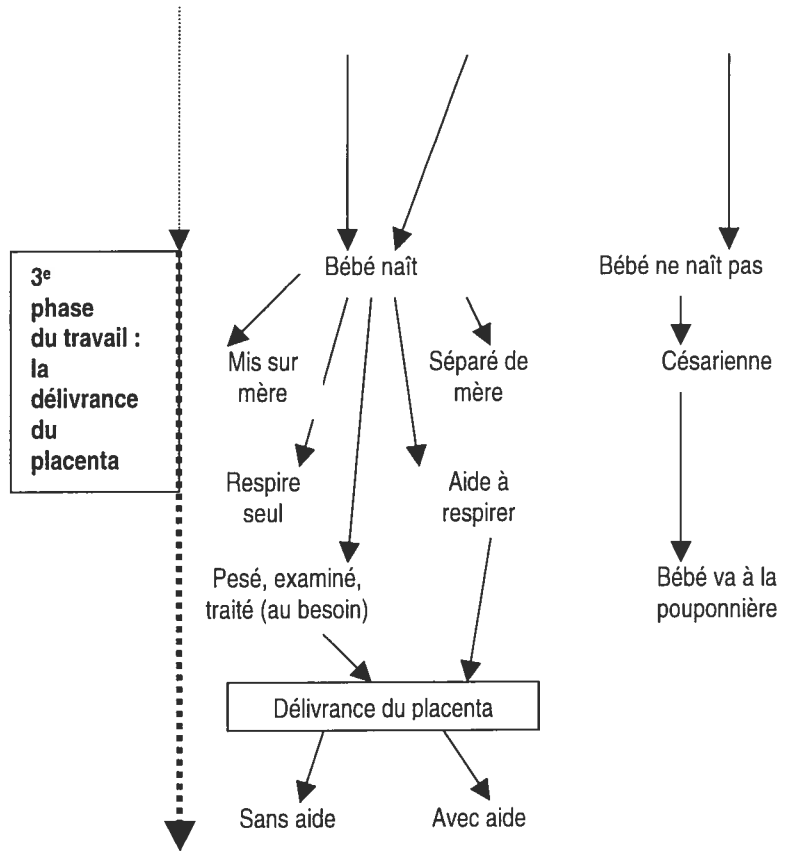 3e
phase
du travail :
la
délivrance
du
placenta
Bébé naît
Bébé ne naît pas
Mis sur
mère
Séparé de
mère
Césarienne
Respire
seul
Aide à
respirer
Pesé, examiné,
traité (au besoin)
Bébé va à la
pouponnière
Délivrance du placenta
Sans aide
Avec aide